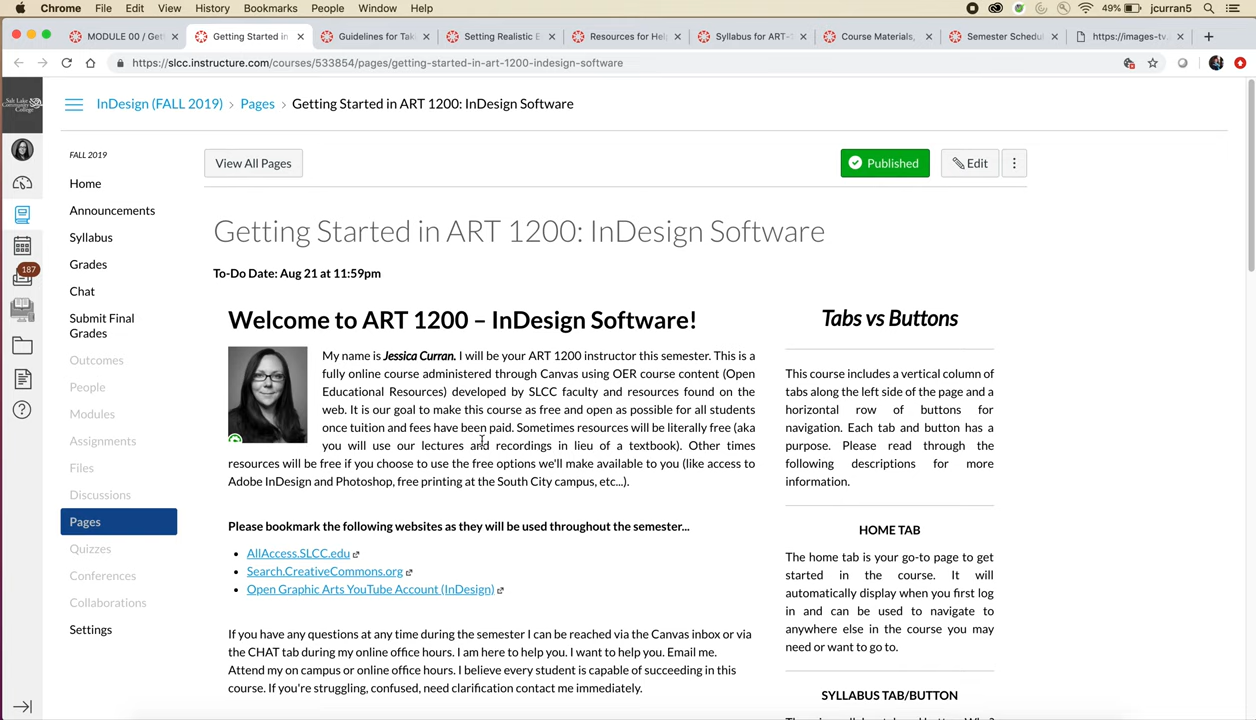 Chrome File Edit View History Bookmarks People Window Help 49% jcurran5
MODULE 00 / Get Getting Started in Guidelines for Tak Setting Realistic E Resources for Hel Syllabus for ART-1 Course Materials, Semester Schedul https://images-tv.
https://slcc.instructure.com/courses/533854/pages/getting-started-in-art-1200-indesign-software
Salt Lake
Community
College
InDesign (FALL 2019) › Pages › Getting Started in ART 1200: InDesign Software
FALL 2019
Home
Announcements
Syllabus
Grades
187
Chat
Submit Final
Grades
Outcomes
People
Modules
Assignments
Files
Discussions
Pages
Quizzes
Conferences
Collaborations
Settings
View All Pages
Published
Edit
Getting Started in ART 1200: InDesign Software
To-Do Date: Aug 21 at 11:59pm
Welcome to ART 1200 – InDesign Software!
My name is Jessica Curran. I will be your ART 1200 instructor this semester. This is a
fully online course administered through Canvas using OER course content (Open
Educational Resources) developed by SLCC faculty and resources found on the
web. It is our goal to make this course as free and open as possible for all students
once tuition and fees have been paid. Sometimes resources will be literally free (aka
you will use our lectures and recordings in lieu of a textbook). Other times
resources will be free if you choose to use the free options we'll make available to you (like access to
Adobe InDesign and Photoshop, free printing at the South City campus, etc...).
Please bookmark the following websites as they will be used throughout the semester...
• AllAccess.SLCC.edu
• Search.CreativeCommons.org
• Open Graphic Arts YouTube Account (InDesign)
If you have any questions at any time during the semester I can be reached via the Canvas inbox or via
the CHAT tab during my online office hours. I am here to help you. I want to help you. Email me.
Attend my on campus or online office hours. I believe every student is capable of succeeding in this
course. If you're struggling, confused, need clarification contact me immediately.
Tabs vs Buttons
This course includes a vertical column of
tabs along the left side of the page and a
horizontal row of buttons for
navigation. Each tab and button has a
purpose. Please read through the
following descriptions for more
information.
HOME TAB
The home tab is your go-to page to get
started in the course. It will
automatically display when you first log
in and can be used to navigate to
anywhere else in the course you may
need or want to go.
SYLLABUS TAB/BUTTON